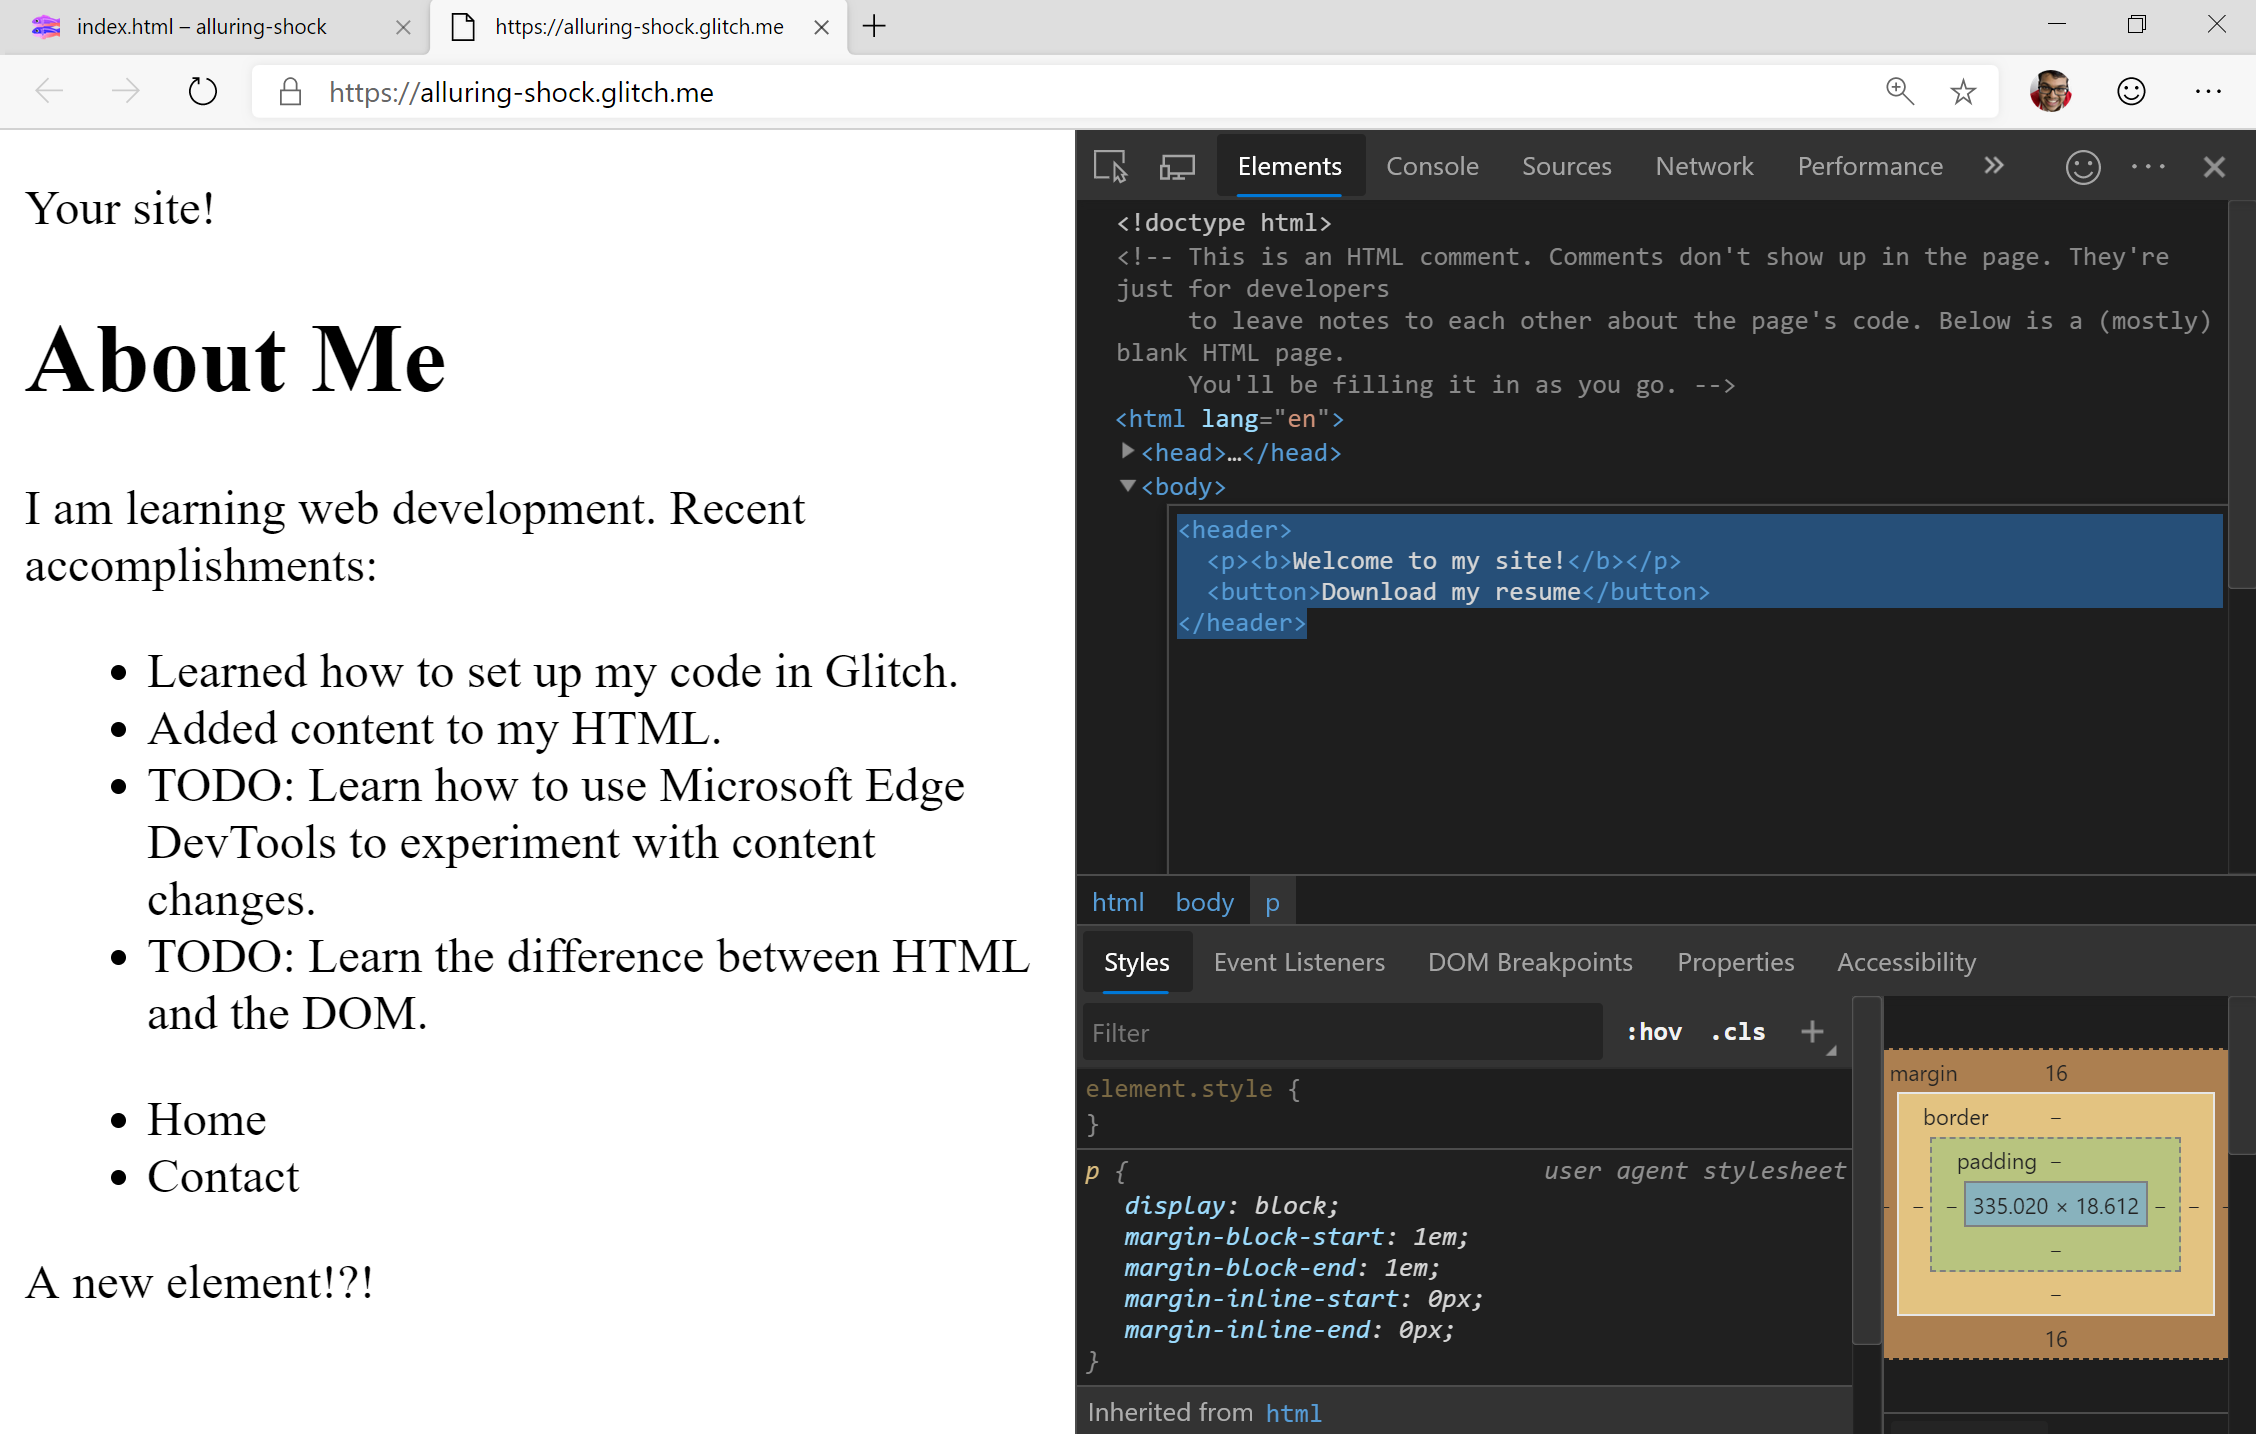 index.html – alluring-shock
https://alluring-shock.glitch.me
https://alluring-shock.glitch.me
Your site!
About Me
I am learning web development. Recent
accomplishments:
• Learned how to set up my code in Glitch.
• Added content to my HTML.
• TODO: Learn how to use Microsoft Edge
DevTools to experiment with content
changes.
• TODO: Learn the difference between HTML
and the DOM.
• Home
• Contact
A new element!?!
Elements Console Sources Network Performance
<!doctype html>
<!-- This is an HTML comment. Comments don't show up in the page. They're
just for developers
to leave notes to each other about the page's code. Below is a (mostly)
blank HTML page.
You'll be filling it in as you go. -->
<html lang="en">
<head>…</head>
<body>
<header>
<p><b>Welcome to my site!</b></p>
<button>Download my resume</button>
</header>
html body p
Styles Event Listeners DOM Breakpoints Properties Accessibility
Filter :hov .cls +
element.style {
}
p { user agent stylesheet
display: block;
margin-block-start: 1em;
margin-block-end: 1em;
margin-inline-start: 0px;
margin-inline-end: 0px;
}
Inherited from html
margin 16
border –
padding –
– – – 335.020 × 18.612 – – –
–
–
16